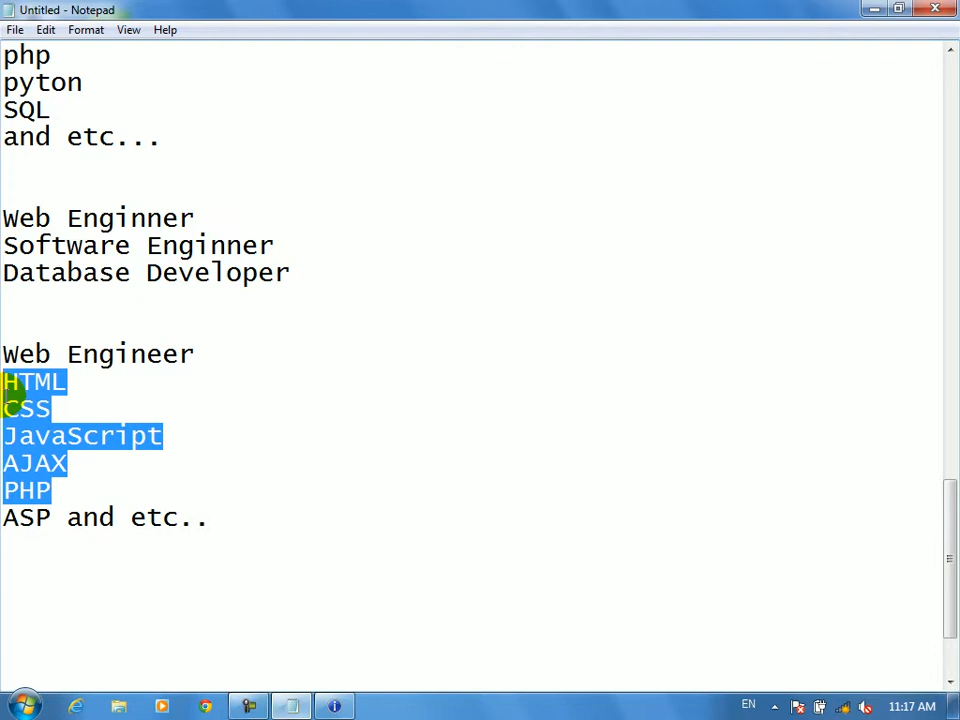 Untitled - Notepad
File Edit Format View Help
php
pyton
SQL
and etc...
Web Enginner
Software Enginner
Database Developer
Web Engineer
HTML
CSS
JavaScript
AJAX
PHP
ASP and etc..
EN 11:17 AM